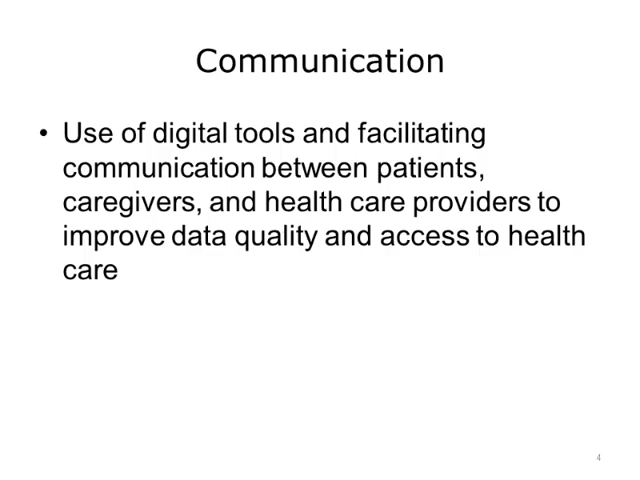 Communication
• Use of digital tools and facilitating
communication between patients,
caregivers, and health care providers to
improve data quality and access to health
care
4